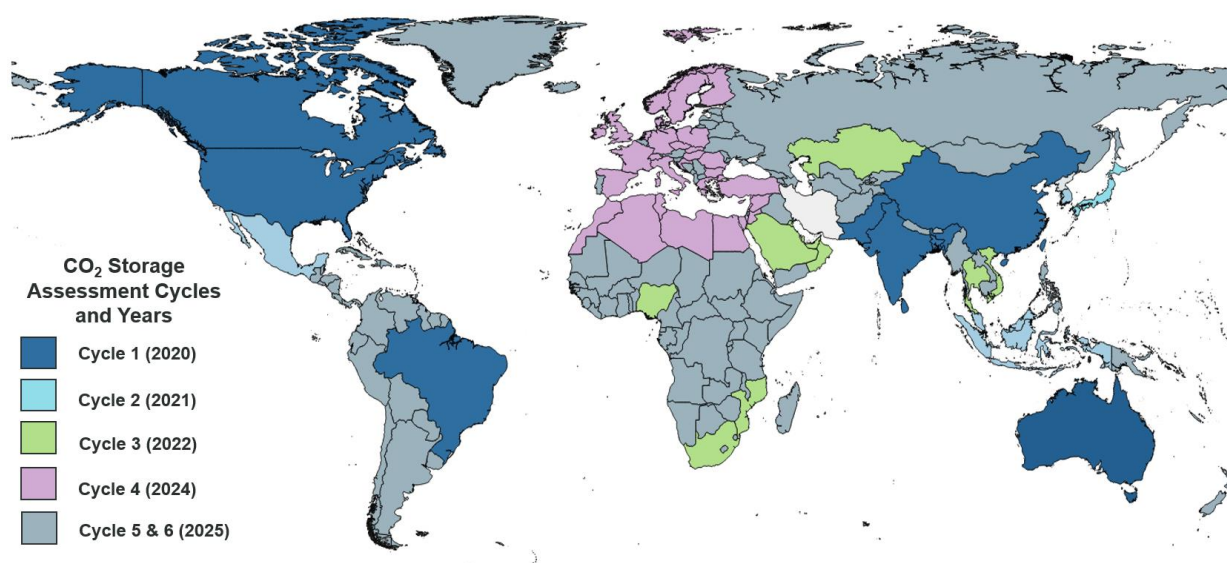 CO₂ Storage
Assessment Cycles
and Years
Cycle 1 (2020)
Cycle 2 (2021)
Cycle 3 (2022)
Cycle 4 (2024)
Cycle 5 & 6 (2025)